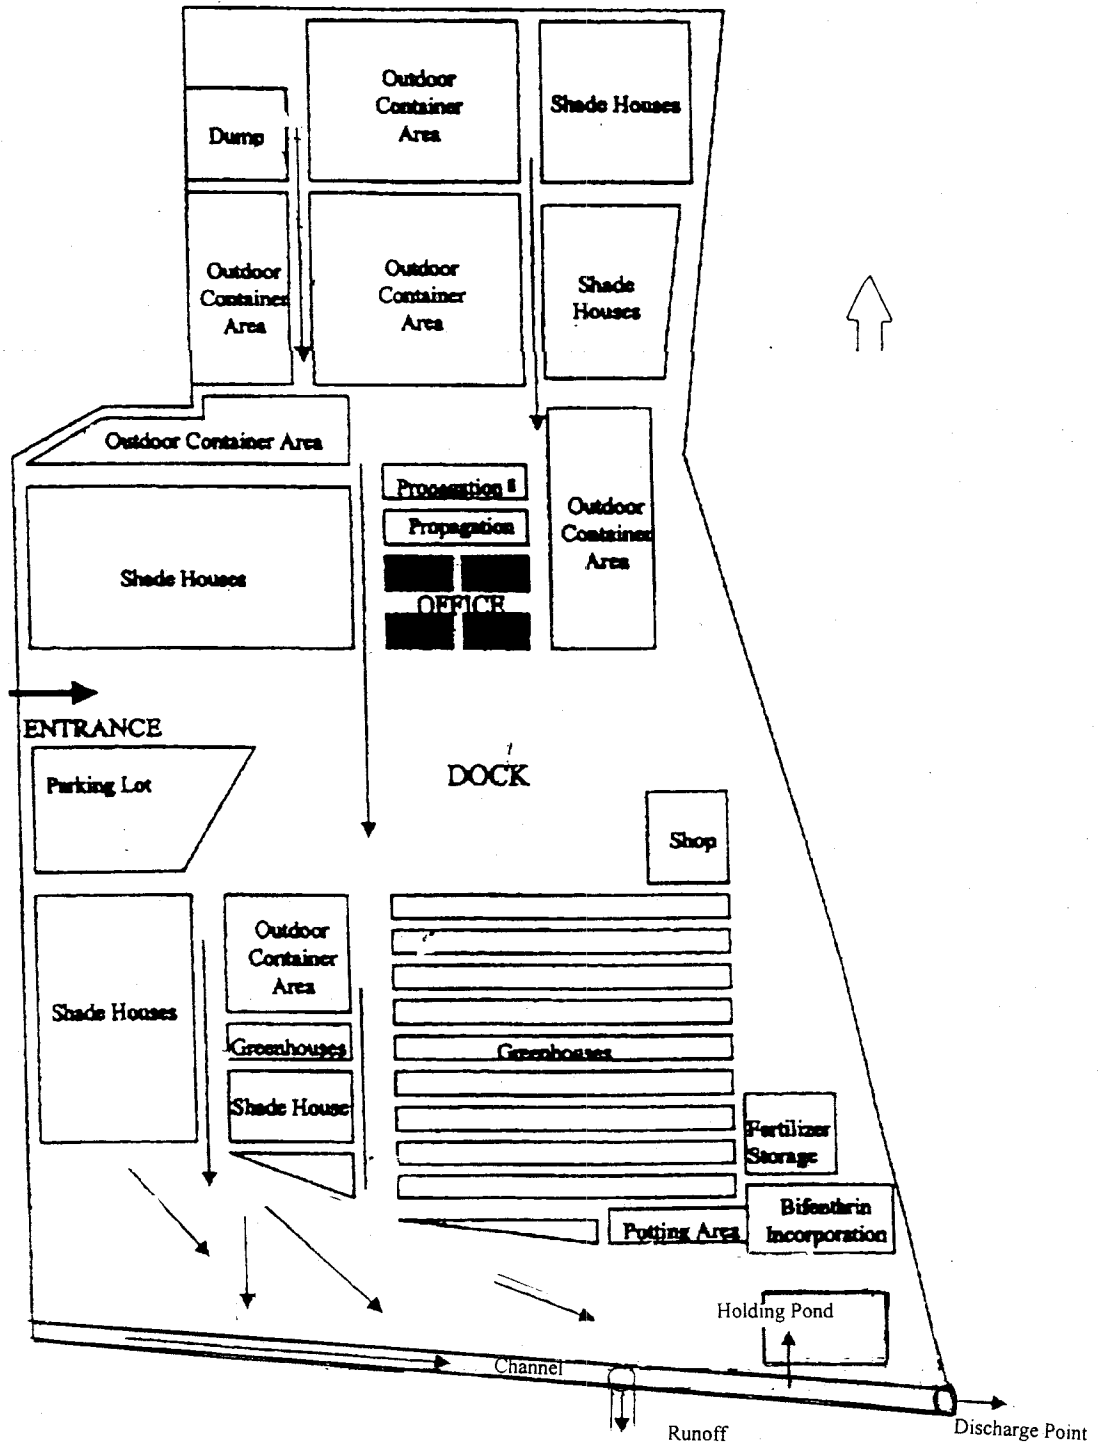 Outdoor
Container
Area
Shade Houses
Dump
Outdoor
Container
Area
Outdoor
Container
Area
Shade
Houses
Outdoor Container Area
Propagation
Propagation
OFFICE
Outdoor
Container
Area
Shade Houses
ENTRANCE
Parking Lot
DOCK
Shop
Outdoor
Container
Area
Shade Houses
Greenhouses
Greenhouses
Shade House
Fertilizer
Storage
Bifenthrin
Incorporation
Potting Area
Holding Pond
Channel
Runoff
Discharge Point